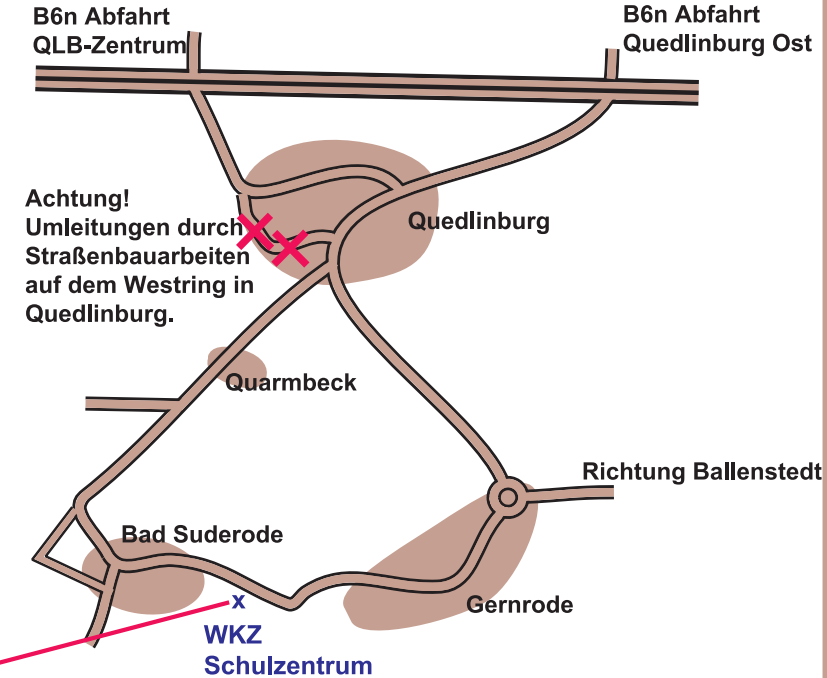 B6n Abfahrt
QLB-Zentrum
B6n Abfahrt
Quedlinburg Ost
Achtung!
Umleitungen durch
Straßenbauarbeiten
auf dem Westring in
Quedlinburg.
Quedlinburg
Quarmbeck
Richtung Ballenstedt
Bad Suderode
Gernrode
x
WKZ
Schulzentrum